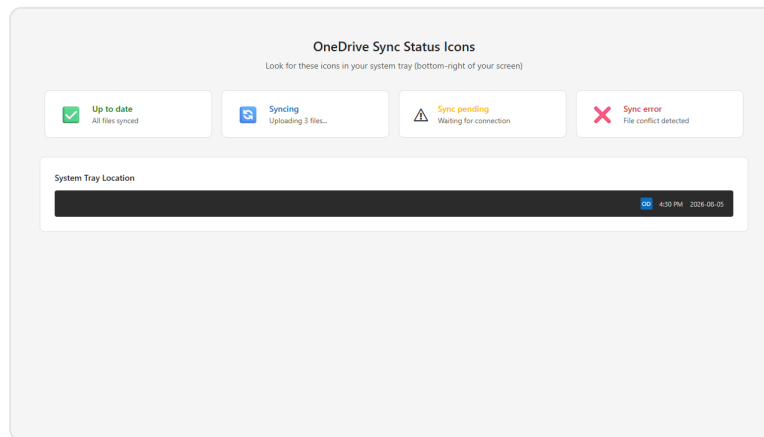 OneDrive Sync Status Icons
Look for these icons in your system tray (bottom-right of your screen)
Up to date
All files synced
Syncing
Uploading 3 files...
Sync pending
Waiting for connection
Sync error
File conflict detected
System Tray Location
OD 4:30 PM 2026-08-05